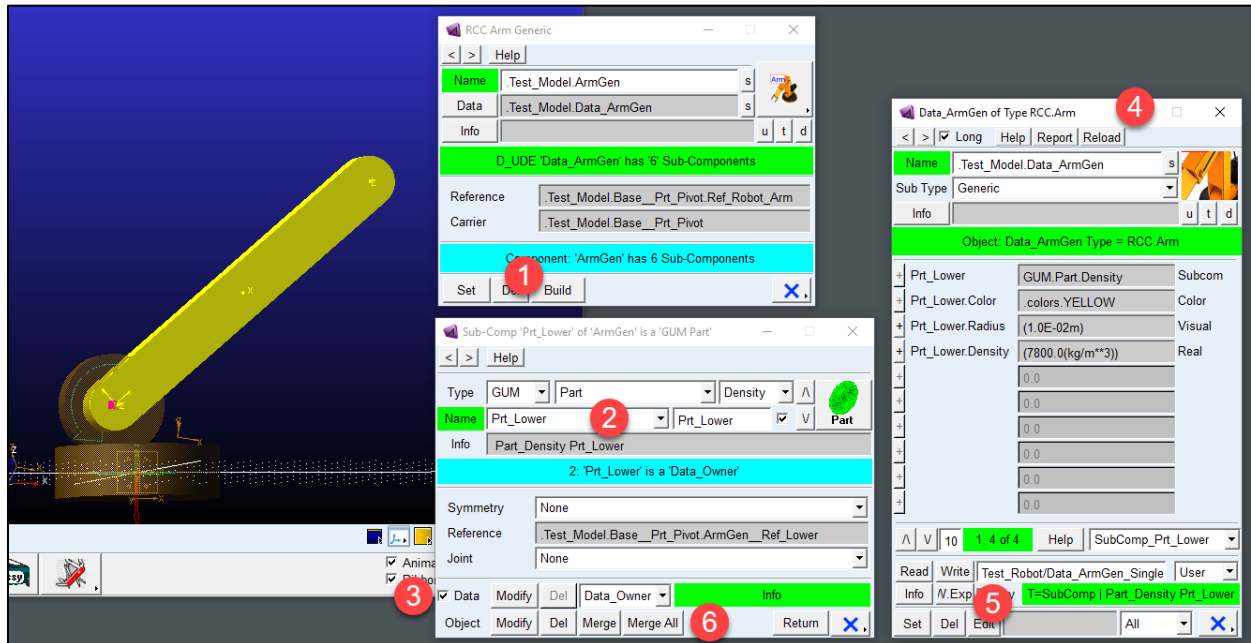 RCC Arm Generic
< > Help
Name .Test_Model.ArmGen s
Arm
Data .Test_Model.Data_ArmGen s
Info u t d
D_UDE 'Data_ArmGen' has '6' Sub-Components
Reference .Test_Model.Base__Prt_Pivot.Ref_Robot_Arm
Carrier .Test_Model.Base__Prt_Pivot
Component: 'ArmGen' has 6 Sub-Components
1
Set Build
Sub-Comp 'Prt_Lower' of 'ArmGen' is a 'GUM Part'
< > Help
Type GUM Part Density /\
Name Prt_Lower 2 Prt_Lower V Part
Info Part_Density Prt_Lower
2: 'Prt_Lower' is a 'Data_Owner'
Symmetry None
Reference .Test_Model.Base__Prt_Pivot.ArmGen__Ref_Lower
Joint None
3 Data Modify Del Data_Owner Info
Object Modify Del Merge Merge All 6 Return
Data_ArmGen of Type RCC.Arm 4
< > Long Help Report Reload
Name .Test_Model.Data_ArmGen s
Sub Type Generic
Info u t d
Object: Data_ArmGen Type = RCC.Arm
+ Prt_Lower GUM.Part.Density Subcom
+ Prt_Lower.Color .colors.YELLOW Color
+ Prt_Lower.Radius (1.0E-02m) Visual
+ Prt_Lower.Density (7800.0(kg/m**3)) Real
+ 0.0
+ 0.0
+ 0.0
+ 0.0
+ 0.0
+ 0.0
/\ V 10 1, 4 of 4 Help SubComp_Prt_Lower
Read Write Test_Robot/Data_ArmGen_Single User
Info T=SubComp | Part_Density Prt_Lower
5
Set Del Edit All
x
x
z
x